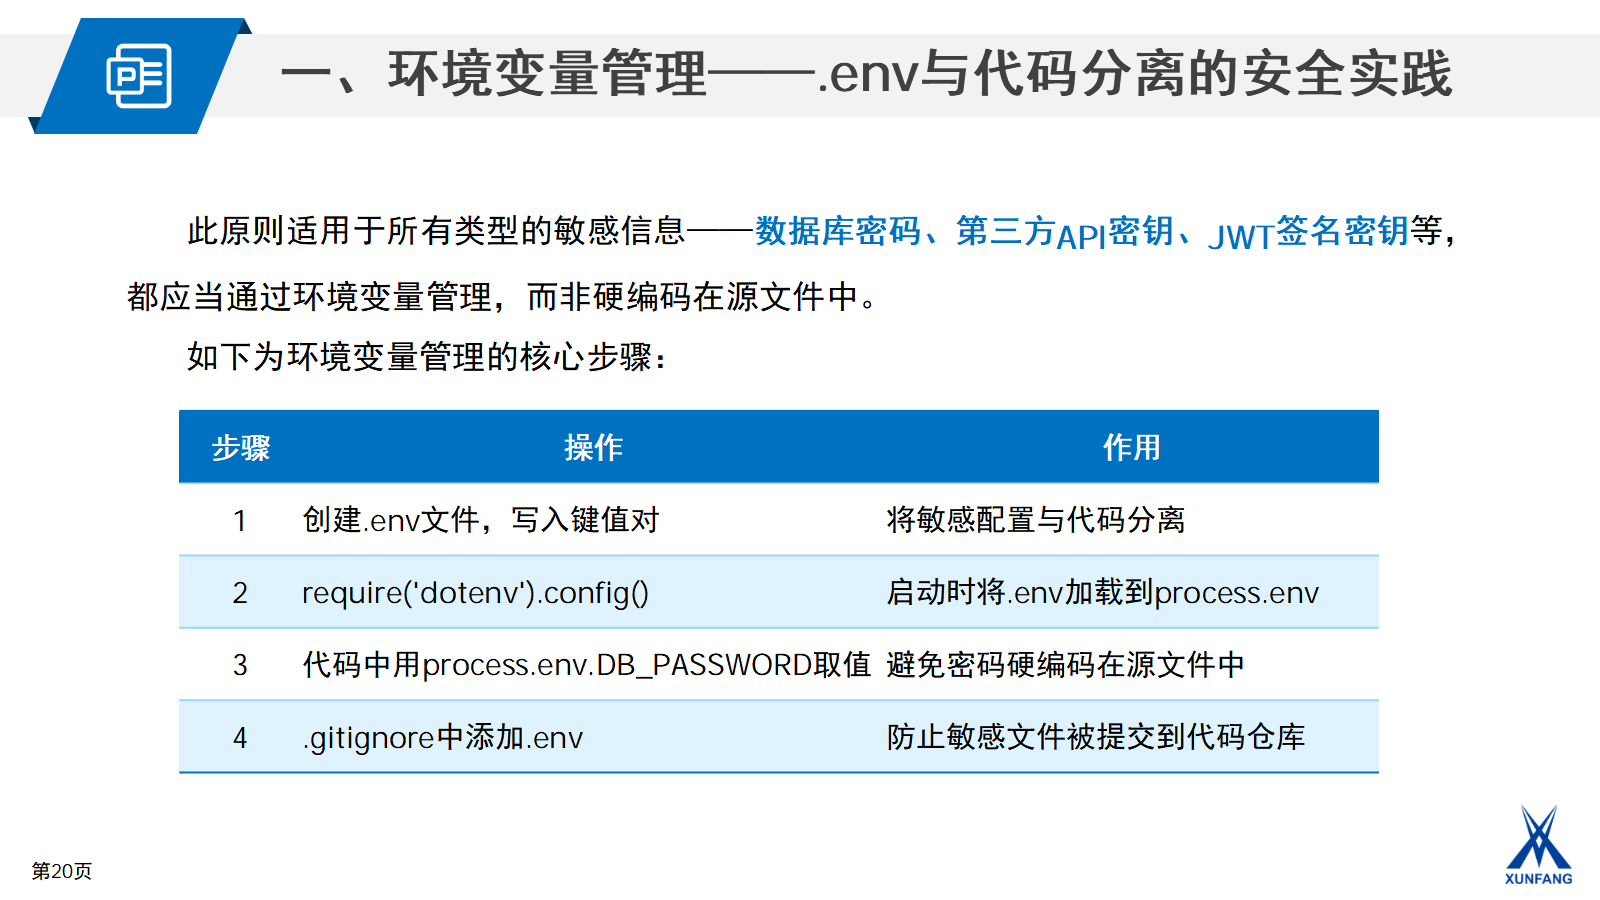 一、环境变量管理——.env与代码分离的安全实践
此原则适用于所有类型的敏感信息——数据库密码、第三方API密钥、JWT签名密钥等，
都应当通过环境变量管理，而非硬编码在源文件中。
如下为环境变量管理的核心步骤：
步骤 操作 作用
1 创建.env文件，写入键值对 将敏感配置与代码分离
2 require('dotenv').config() 启动时将.env加载到process.env
3 代码中用process.env.DB_PASSWORD取值 避免密码硬编码在源文件中
4 .gitignore中添加.env 防止敏感文件被提交到代码仓库
第20页
XUNFANG